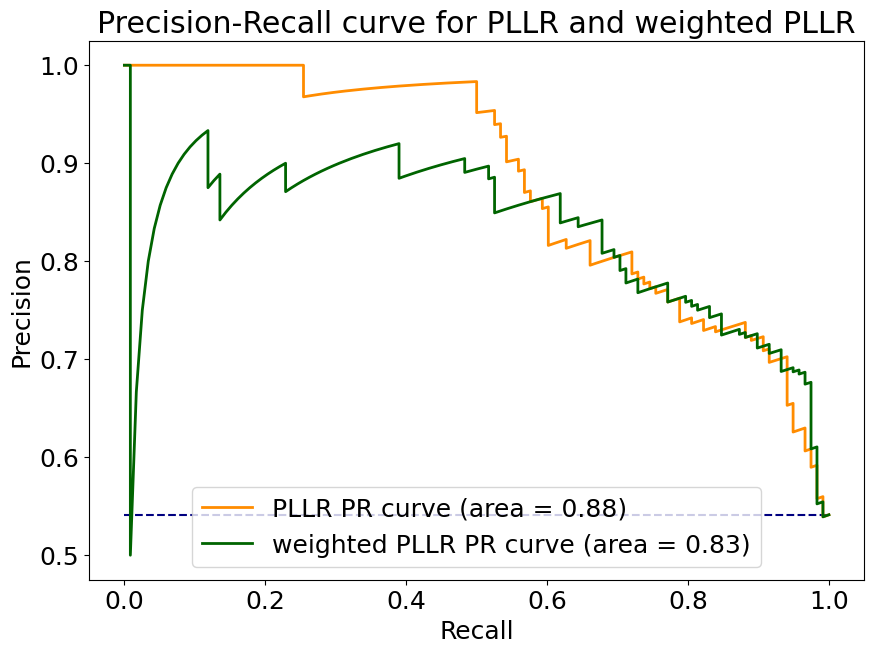 Precision-Recall curve for PLLR and weighted PLLR
1.0
0.9
0.8
0.7
0.6
0.5
Precision
PLLR PR curve (area = 0.88)
weighted PLLR PR curve (area = 0.83)
0.0 0.2 0.4 0.6 0.8 1.0
Recall